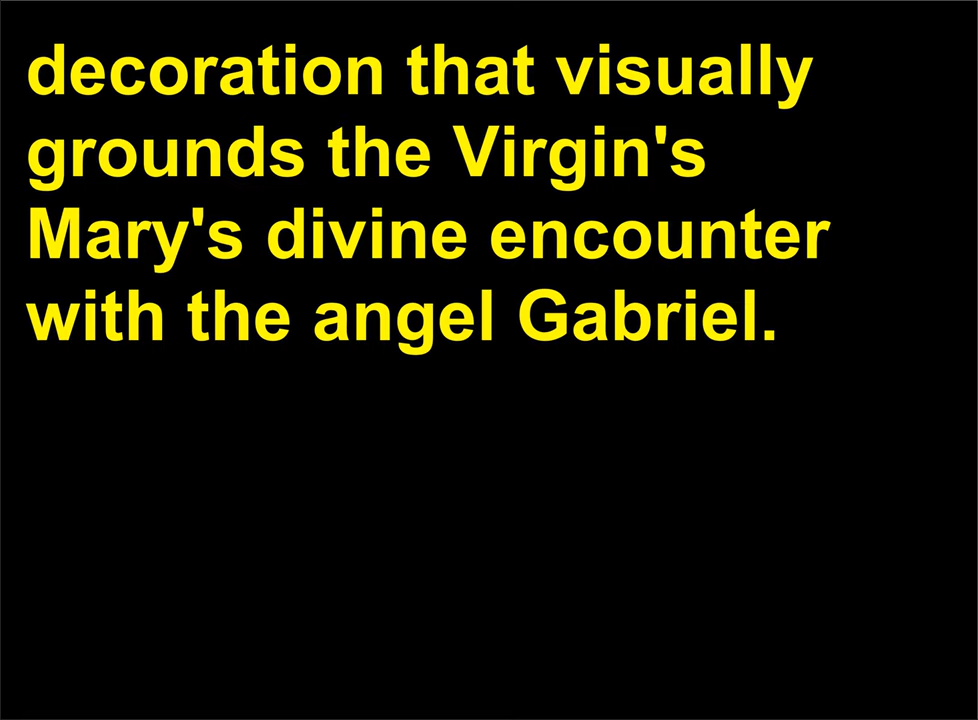 decoration that visually
grounds the Virgin's
Mary's divine encounter
with the angel Gabriel.